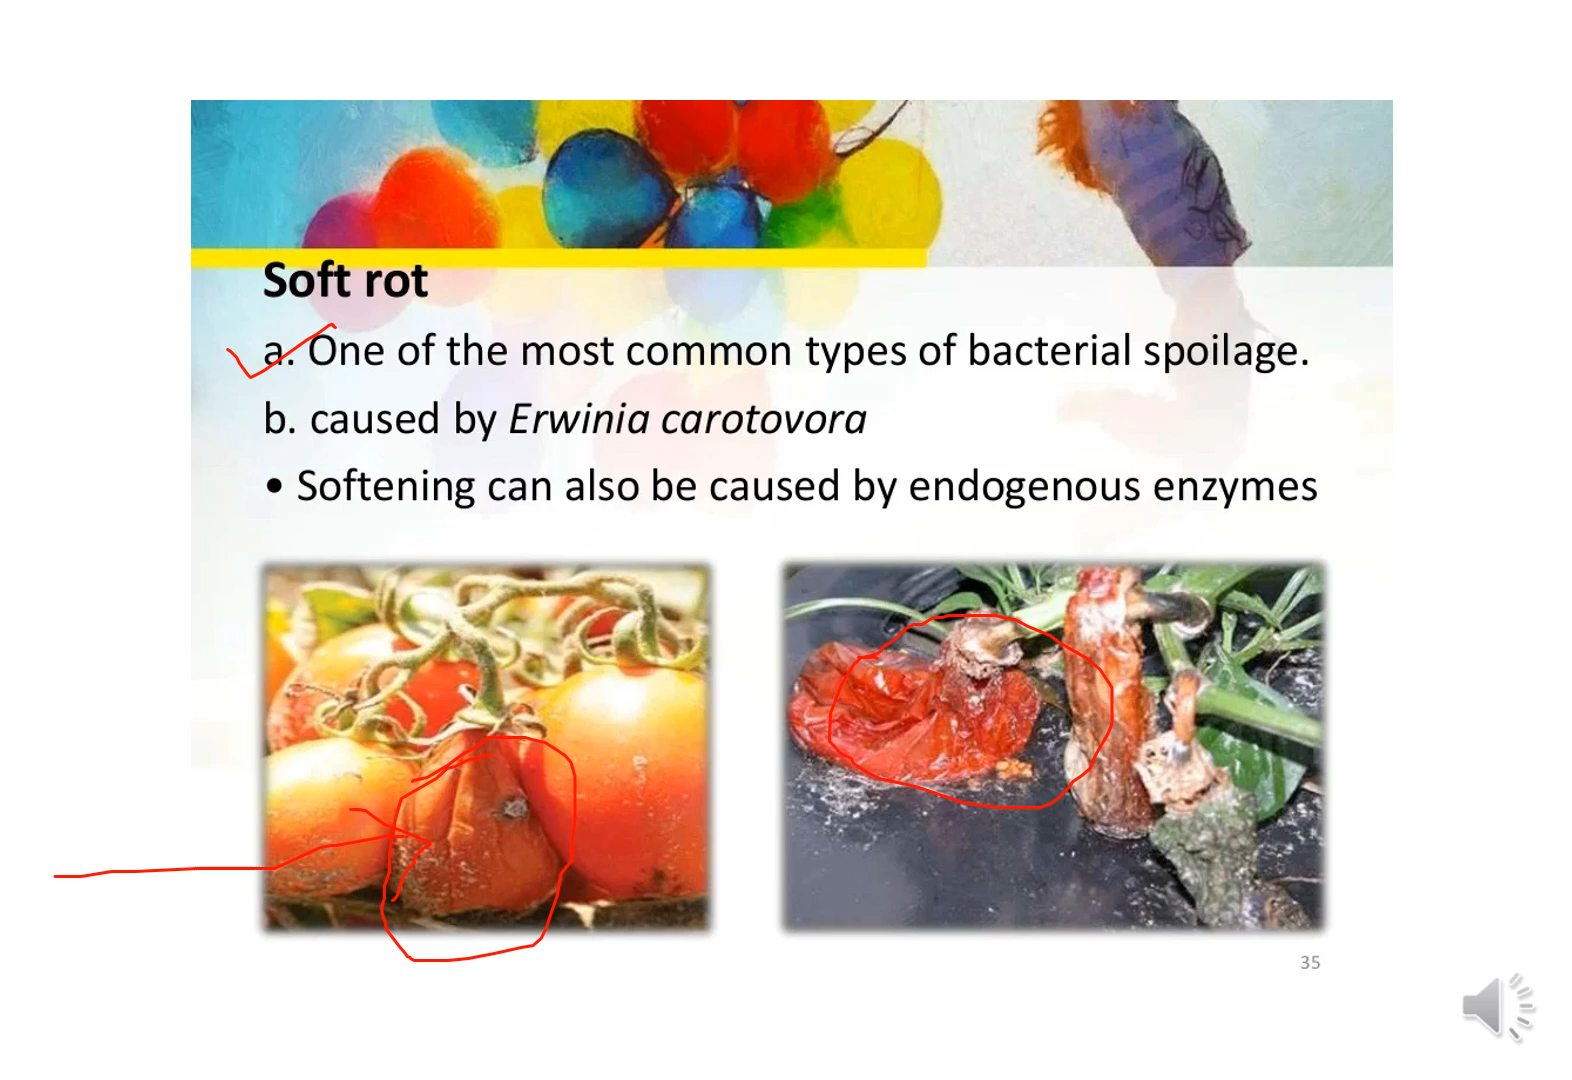 Soft rot
a. One of the most common types of bacterial spoilage.
b. caused by Erwinia carotovora
• Softening can also be caused by endogenous enzymes
35